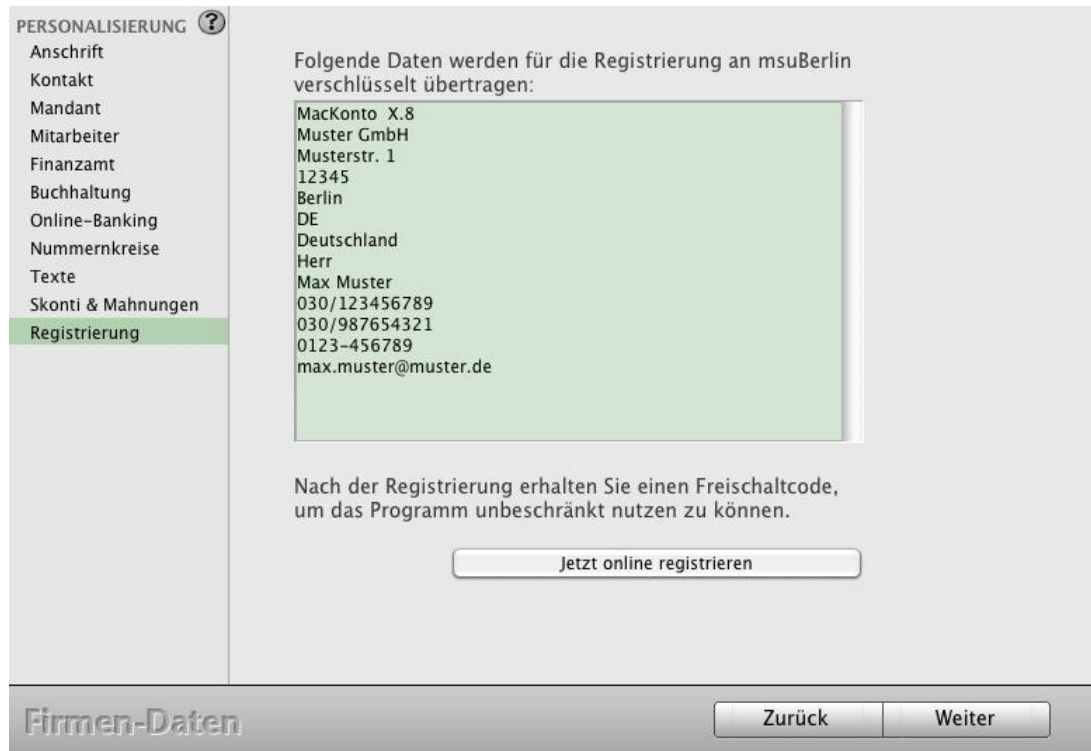 PERSONALISIERUNG ?
Anschrift
Kontakt
Mandant
Mitarbeiter
Finanzamt
Buchhaltung
Online-Banking
Nummernkreise
Texte
Skonti & Mahnungen
Registrierung
Folgende Daten werden für die Registrierung an msuBerlin
verschlüsselt übertragen:
MacKonto X.8
Muster GmbH
Musterstr. 1
12345
Berlin
DE
Deutschland
Herr
Max Muster
030/123456789
030/987654321
0123-456789
max.muster@muster.de
Nach der Registrierung erhalten Sie einen Freischaltcode,
um das Programm unbeschränkt nutzen zu können.
Jetzt online registrieren
Firmen-Daten
Zurück
Weiter